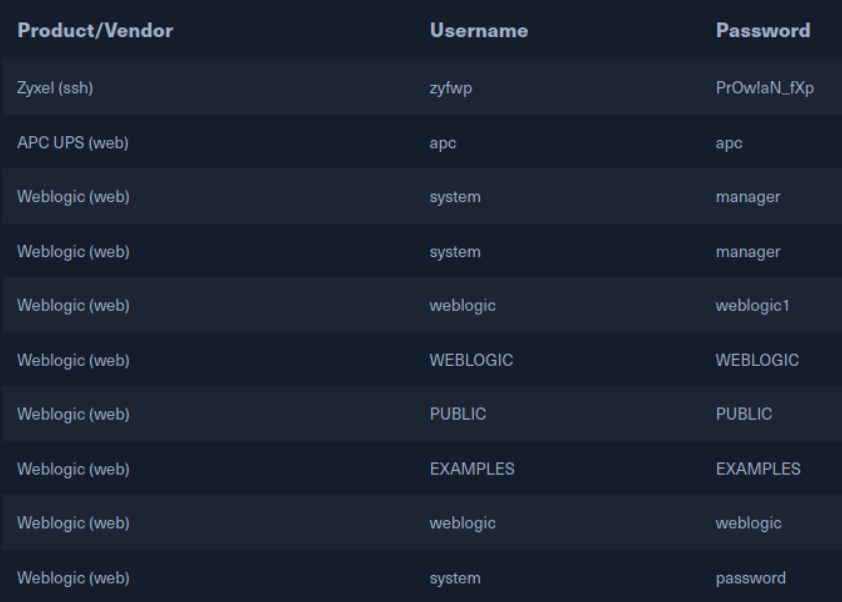 Product/Vendor Username Password
Zyxel (ssh) zyfwp PrOw!aN_fXp
APC UPS (web) apc apc
Weblogic (web) system manager
Weblogic (web) system manager
Weblogic (web) weblogic weblogic1
Weblogic (web) WEBLOGIC WEBLOGIC
Weblogic (web) PUBLIC PUBLIC
Weblogic (web) EXAMPLES EXAMPLES
Weblogic (web) weblogic weblogic
Weblogic (web) system password